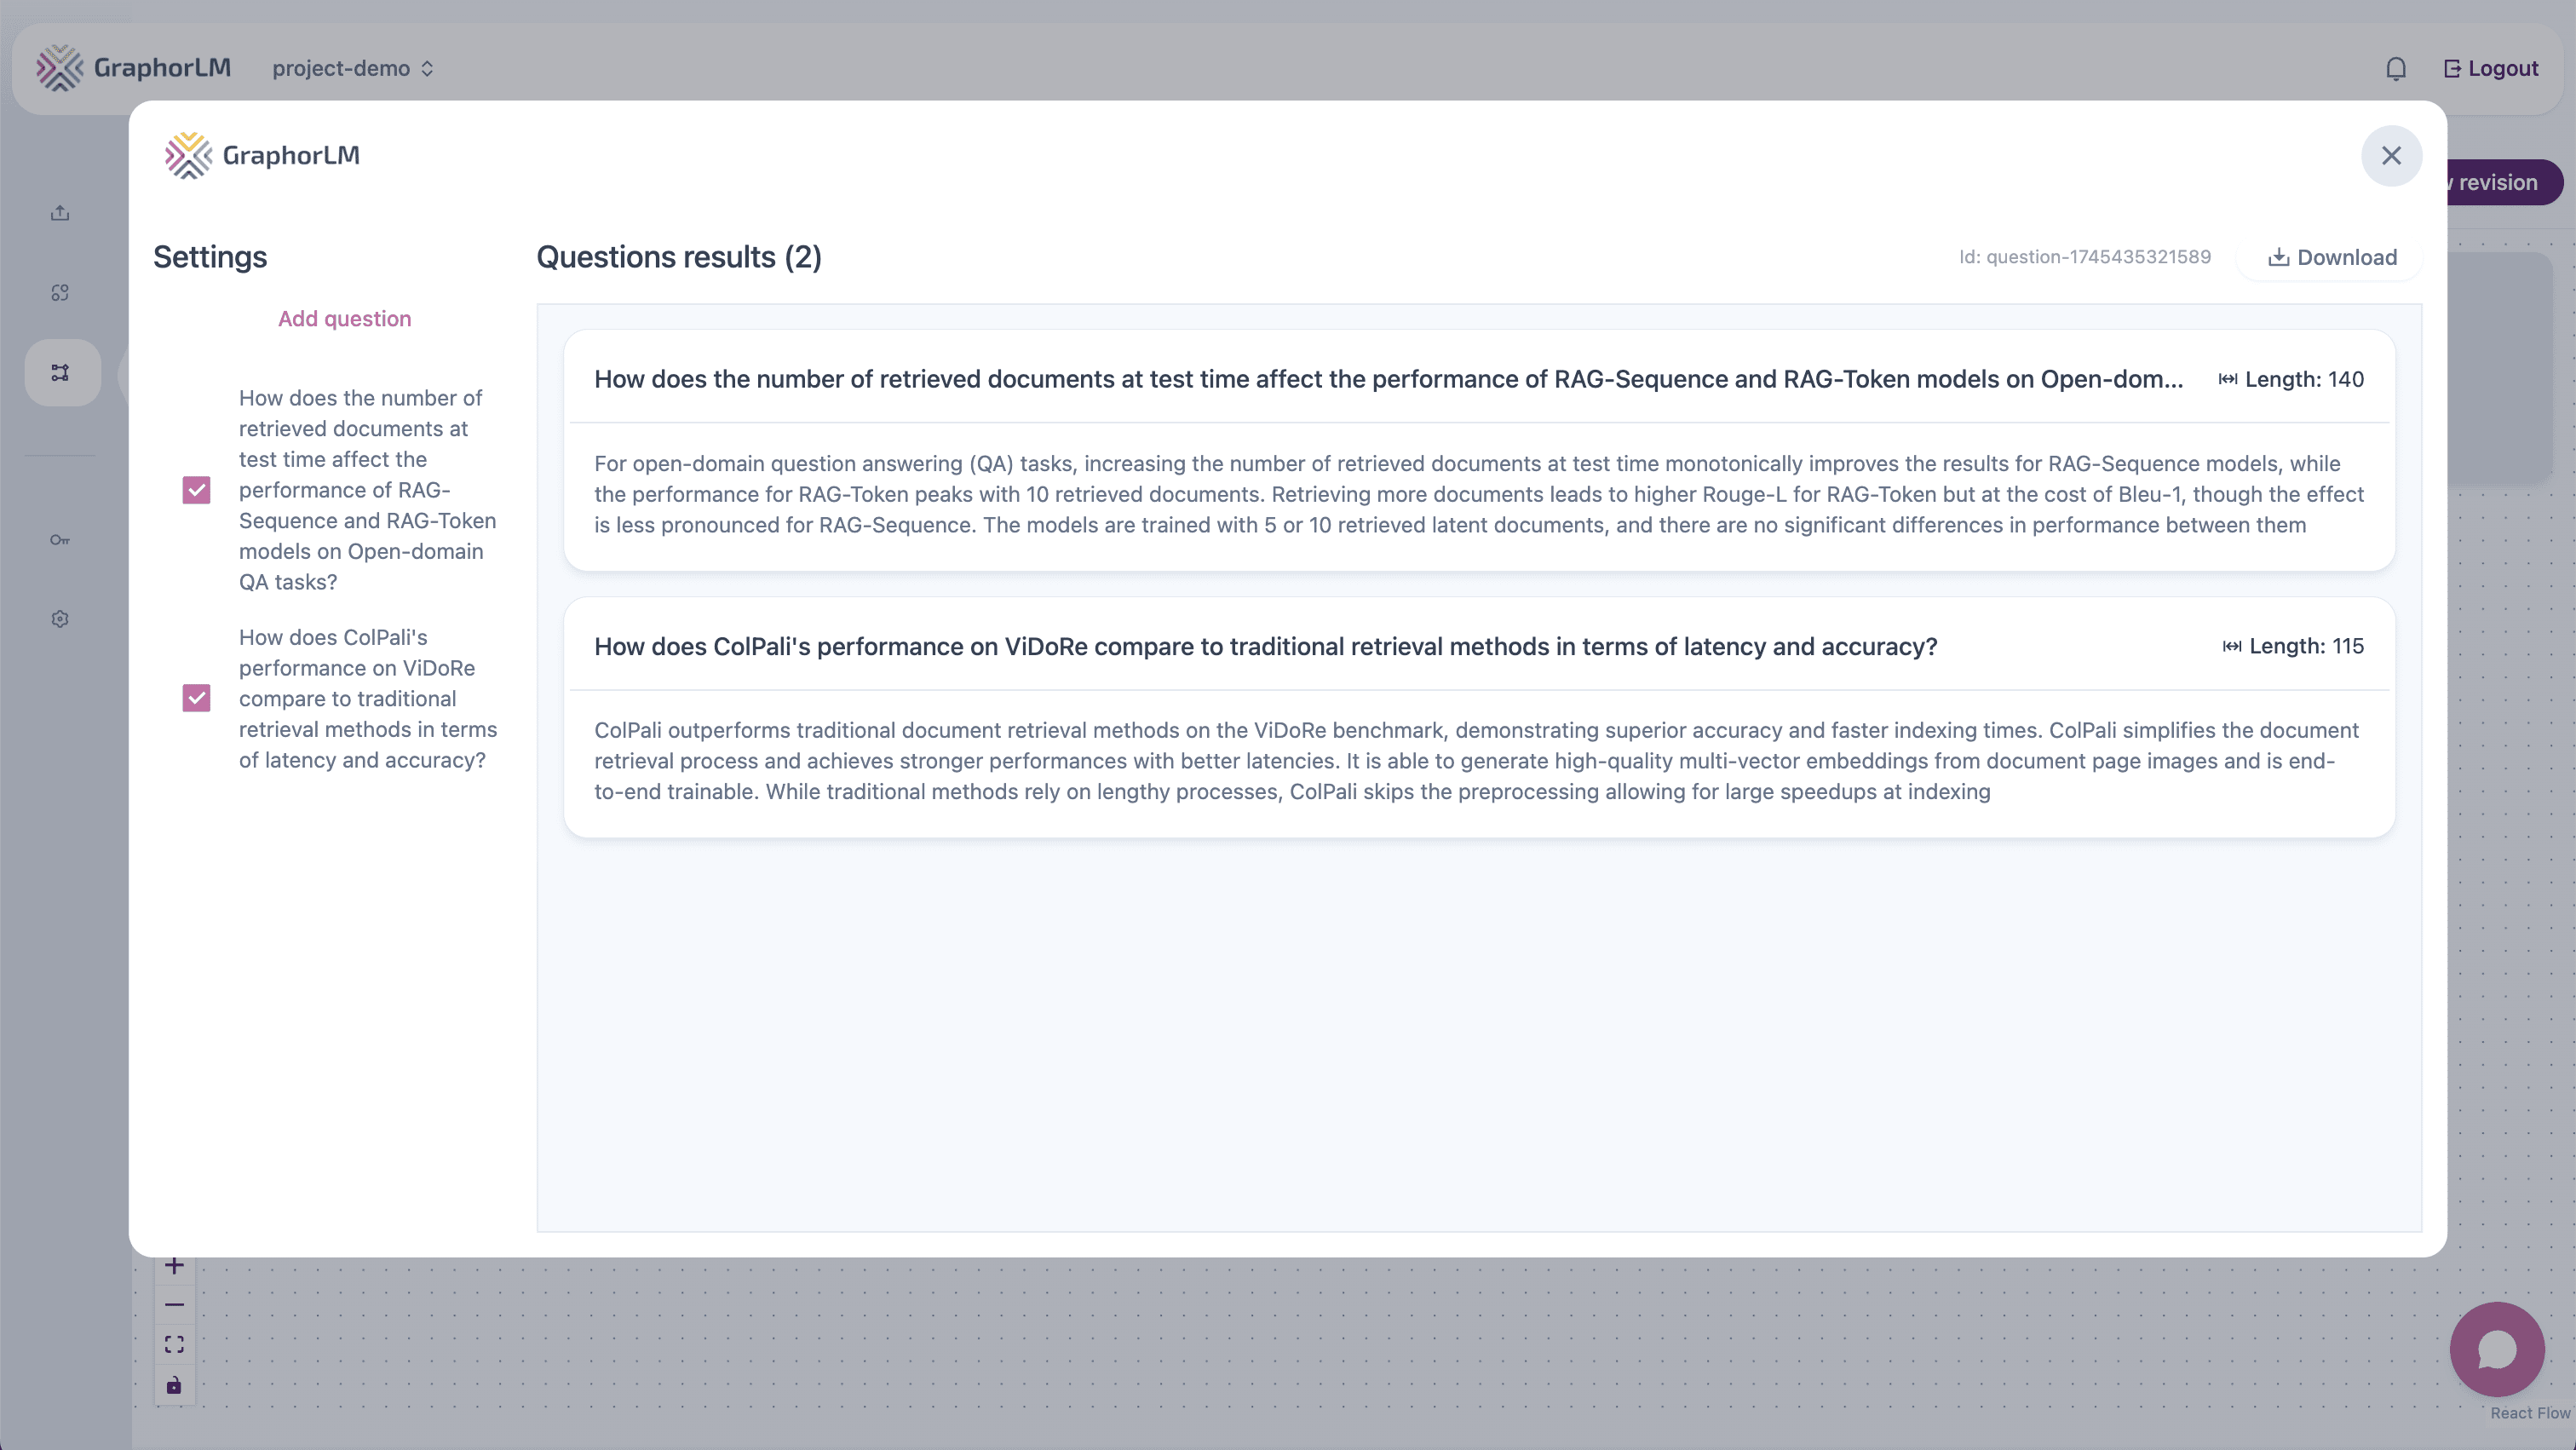 GraphorLM
project-demo
Logout
GraphorLM
revision
Settings
Questions results (2)
Id: question-1745435321589
Download
Add question
How does the number of
retrieved documents at
test time affect the
performance of RAG-
Sequence and RAG-Token
models on Open-domain
QA tasks?
How does ColPali's
performance on ViDoRe
compare to traditional
retrieval methods in terms
of latency and accuracy?
How does the number of retrieved documents at test time affect the performance of RAG-Sequence and RAG-Token models on Open-dom...
Length: 140
For open-domain question answering (QA) tasks, increasing the number of retrieved documents at test time monotonically improves the results for RAG-Sequence models, while
the performance for RAG-Token peaks with 10 retrieved documents. Retrieving more documents leads to higher Rouge-L for RAG-Token but at the cost of Bleu-1, though the effect
is less pronounced for RAG-Sequence. The models are trained with 5 or 10 retrieved latent documents, and there are no significant differences in performance between them
How does ColPali's performance on ViDoRe compare to traditional retrieval methods in terms of latency and accuracy?
Length: 115
ColPali outperforms traditional document retrieval methods on the ViDoRe benchmark, demonstrating superior accuracy and faster indexing times. ColPali simplifies the document
retrieval process and achieves stronger performances with better latencies. It is able to generate high-quality multi-vector embeddings from document page images and is end-
to-end trainable. While traditional methods rely on lengthy processes, ColPali skips the preprocessing allowing for large speedups at indexing
React Flow